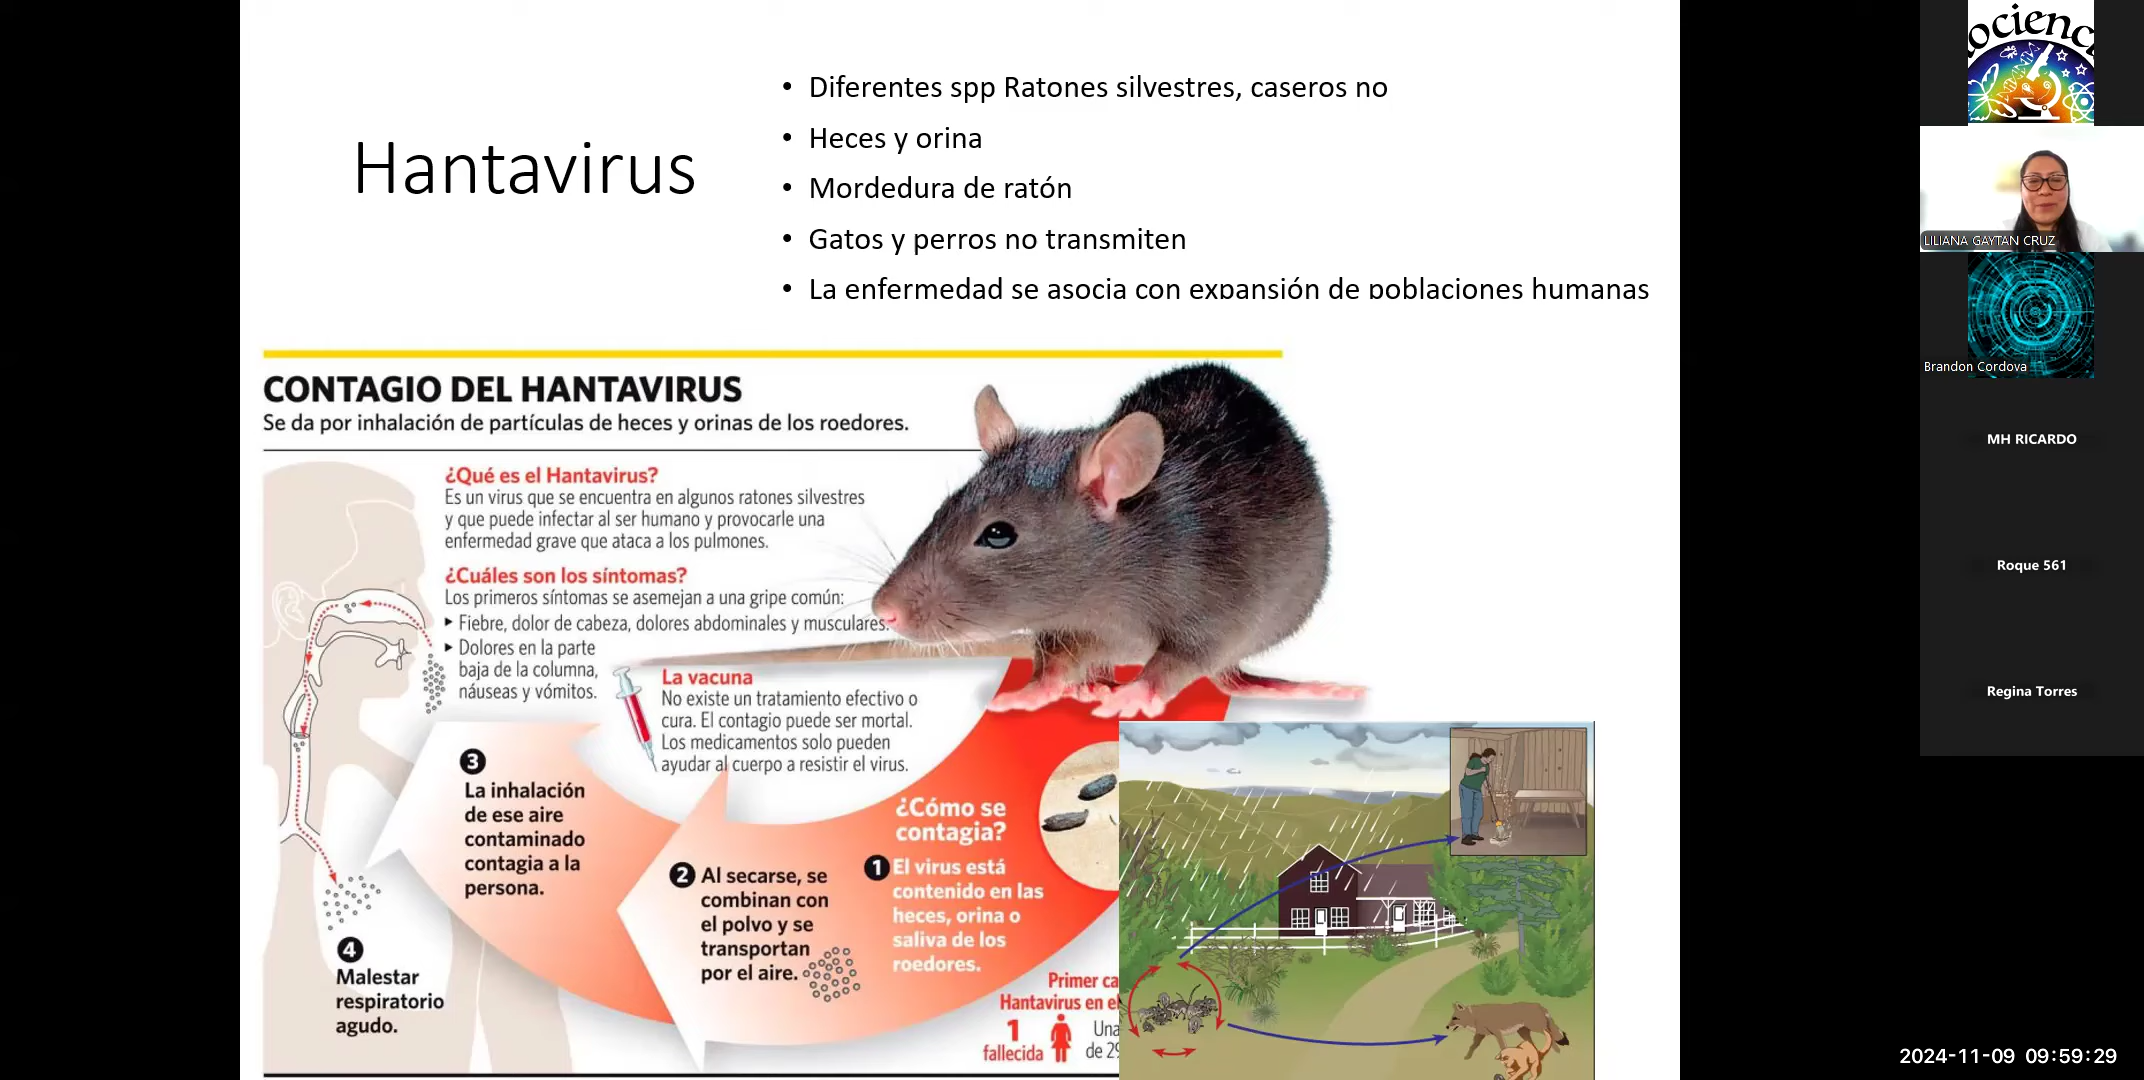 Hantavirus
• Diferentes spp Ratones silvestres, caseros no
• Heces y orina
• Mordedura de ratón
• Gatos y perros no transmiten
• La enfermedad se asocia con expansión de poblaciones humanas
CONTAGIO DEL HANTAVIRUS
Se da por inhalación de partículas de heces y orinas de los roedores.
¿Qué es el Hantavirus?
Es un virus que se encuentra en algunos ratones silvestres
y que puede infectar al ser humano y provocarle una
enfermedad grave que ataca a los pulmones.
¿Cuáles son los síntomas?
Los primeros síntomas se asemejan a una gripe común:
Fiebre, dolor de cabeza, dolores abdominales y musculares.
Dolores en la parte
baja de la columna,
náuseas y vómitos.
La vacuna
No existe un tratamiento efectivo o
cura. El contagio puede ser mortal.
Los medicamentos solo pueden
ayudar al cuerpo a resistir el virus.
¿Cómo se
contagia?
1 El virus está
contenido en las
heces, orina o
saliva de los
roedores.
2 Al secarse, se
combinan con
el polvo y se
transportan
por el aire.
3
La inhalación
de ese aire
contaminado
contagia a la
persona.
4
Malestar
respiratorio
agudo.
Primer ca
Hantavirus en el
1
fallecida
Una
de 29
ocienc
LILIANA GAYTAN CRUZ
Brandon Cordova
MH RICARDO
Roque 561
Regina Torres
2024-11-09 09:59:29